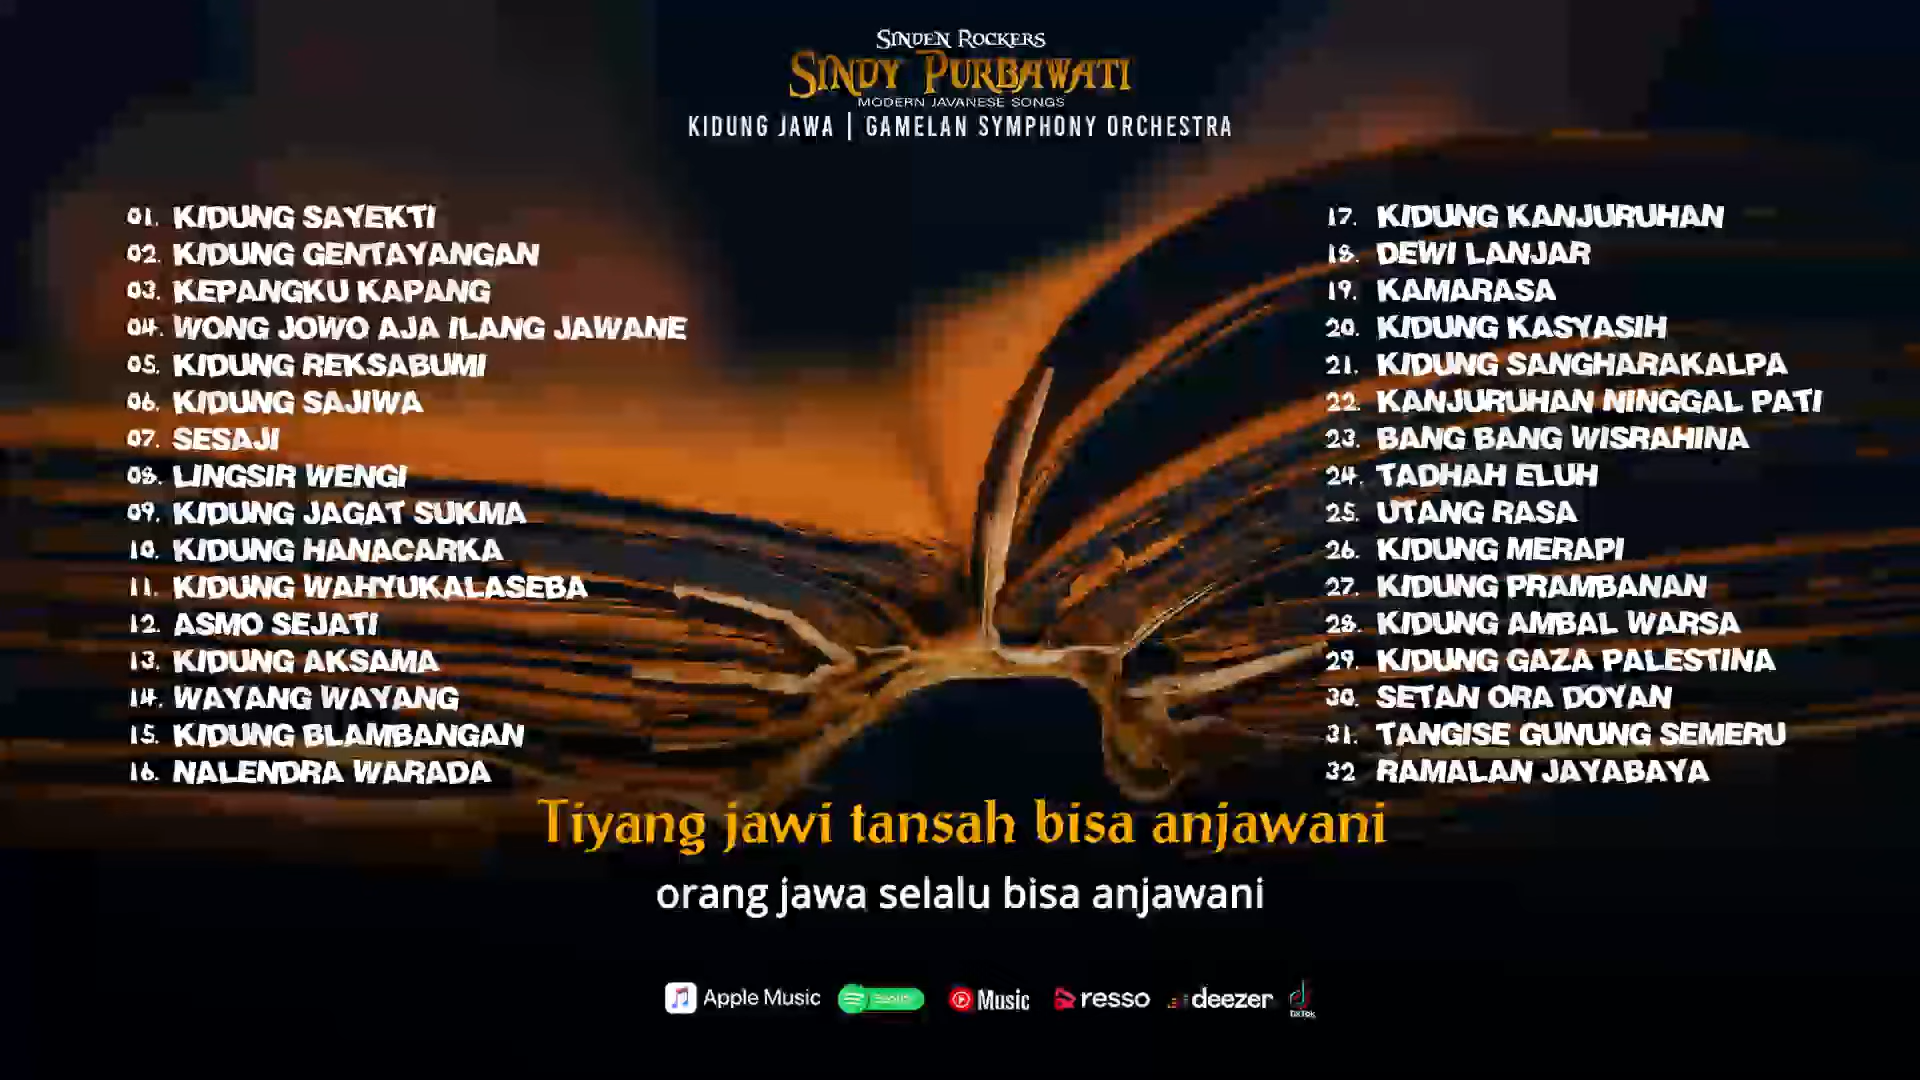 SINDEN ROCKERS
SINDY PURBAWATI
MODERN JAVANESE SONGS
KIDUNG JAWA | GAMELAN SYMPHONY ORCHESTRA
01. KIDUNG SAYEKTI
02. KIDUNG GENTAYANGAN
03. KEPANGKU KAPANG
04. WONG JOWO AJA ILANG JAWANE
05. KIDUNG REKSABUMI
06. KIDUNG SAJIWA
07. SESAJI
08. LINGSIR WENGI
09. KIDUNG JAGAT SUKMA
10. KIDUNG HANACARKA
11. KIDUNG WAHYUKALASEBA
12. ASMO SEJATI
13. KIDUNG AKSAMA
14. WAYANG WAYANG
15. KIDUNG BLAMBANGAN
16. NALENDRA WARADA
17. KIDUNG KANJURUHAN
18. DEWI LANJAR
19. KAMARASA
20. KIDUNG KASYASIH
21. KIDUNG SANGHARAKALPA
22. KANJURUHAN NINGGAL PATI
23. BANG BANG WISRAHINA
24. TADHAH ELUH
25. UTANG RASA
26. KIDUNG MERAPI
27. KIDUNG PRAMBANAN
28. KIDUNG AMBAL WARSA
29. KIDUNG GAZA PALESTINA
30. SETAN ORA DOYAN
31. TANGISE GUNUNG SEMERU
32 RAMALAN JAYABAYA
Tiyang jawi tansah bisa anjawani
orang jawa selalu bisa anjawani
Apple Music
Music
resso
deezer
TikTok